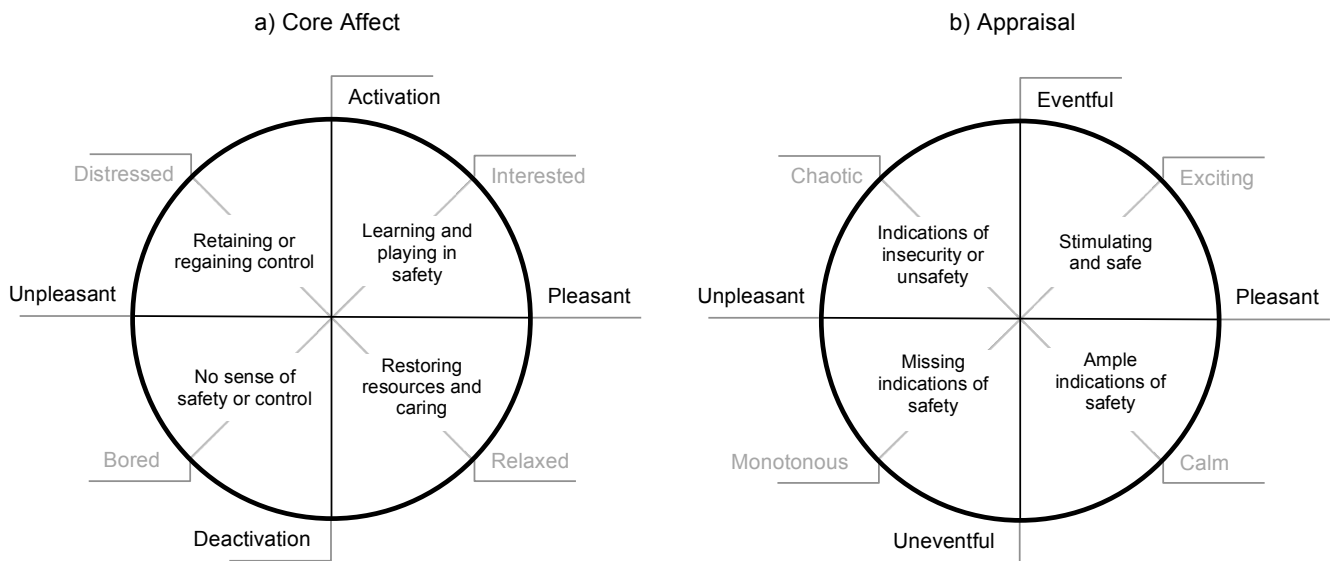 a) Core Affect
Activation
Distressed
Interested
Retaining or
regaining control
Learning and
playing in
safety
Unpleasant
Pleasant
No sense of
safety or control
Restoring
resources and
caring
Bored
Relaxed
Deactivation
b) Appraisal
Eventful
Chaotic
Exciting
Indications of
insecurity or
unsafety
Stimulating
and safe
Unpleasant
Pleasant
Missing
indications of
safety
Ample
indications of
safety
Monotonous
Calm
Uneventful